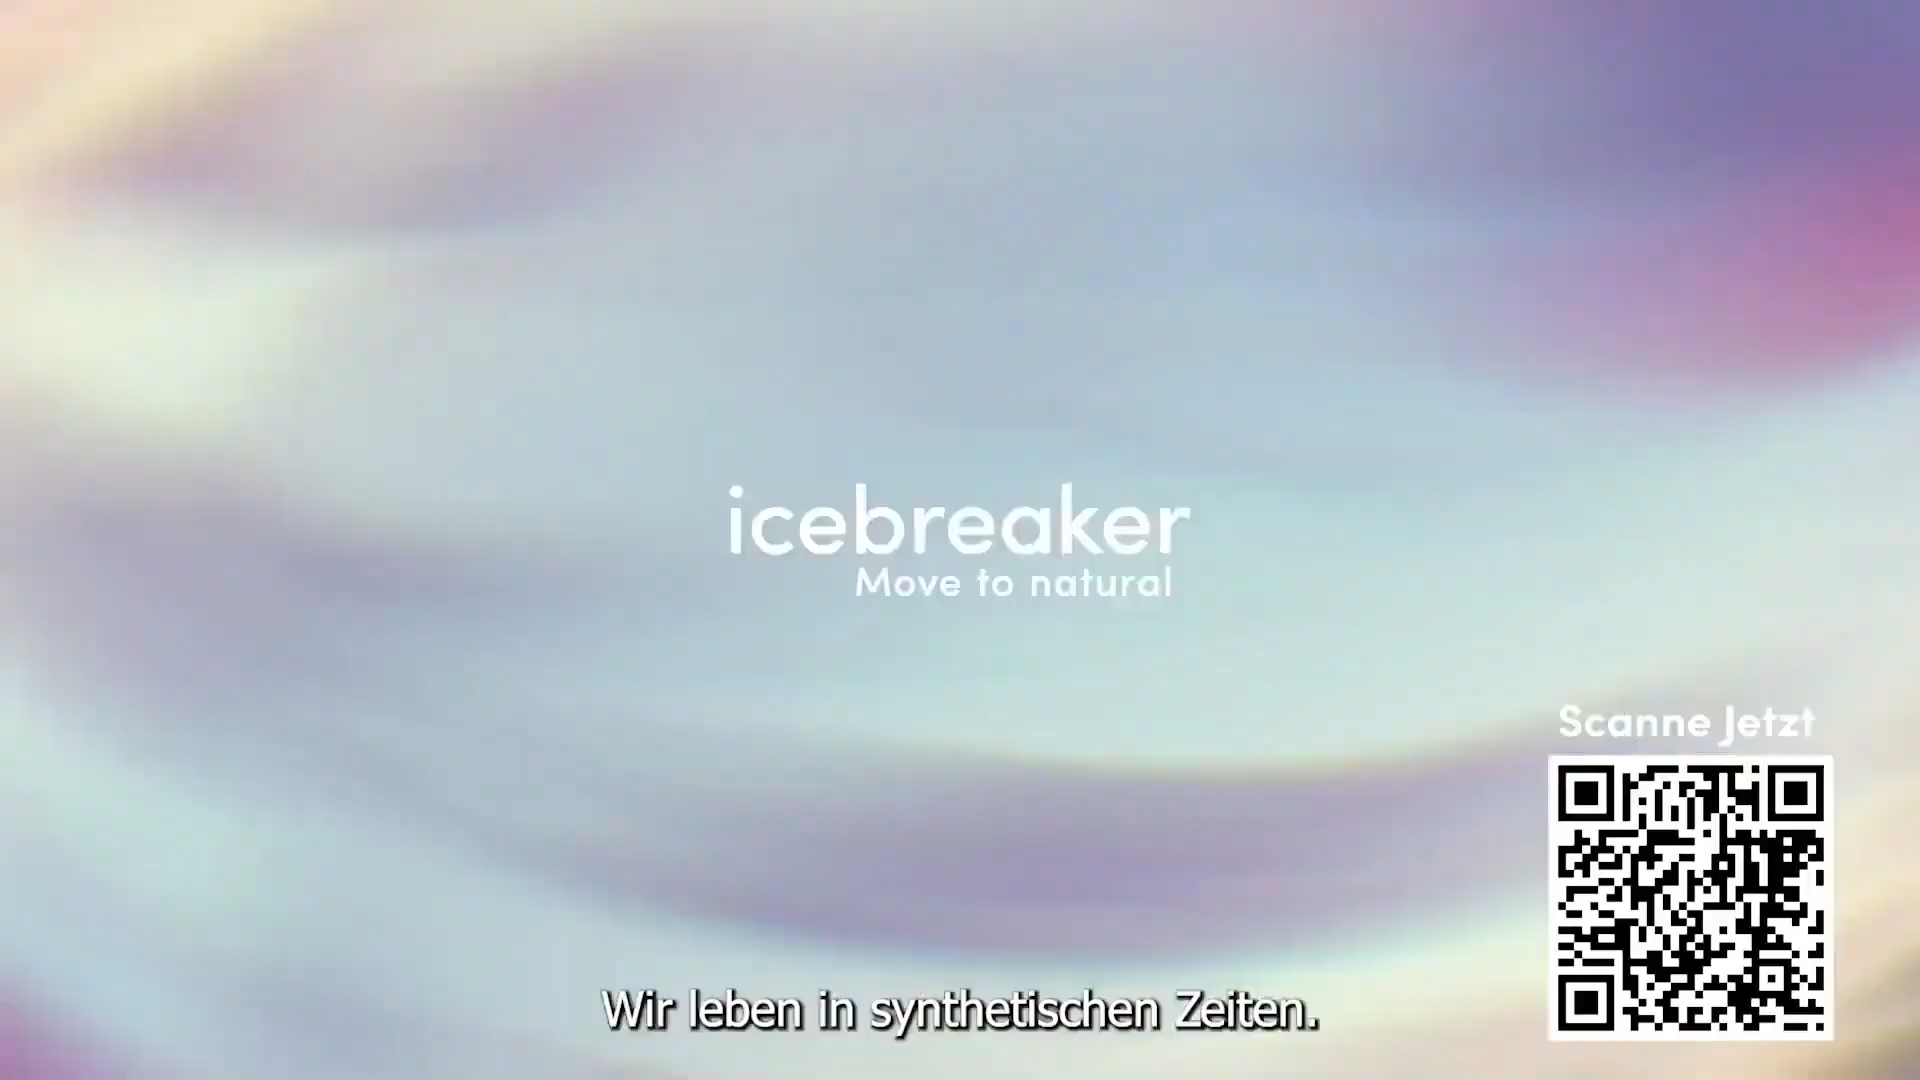 icebreaker
Move to natural
Scanne Jetzt
Wir leben in synthetischen Zeiten.